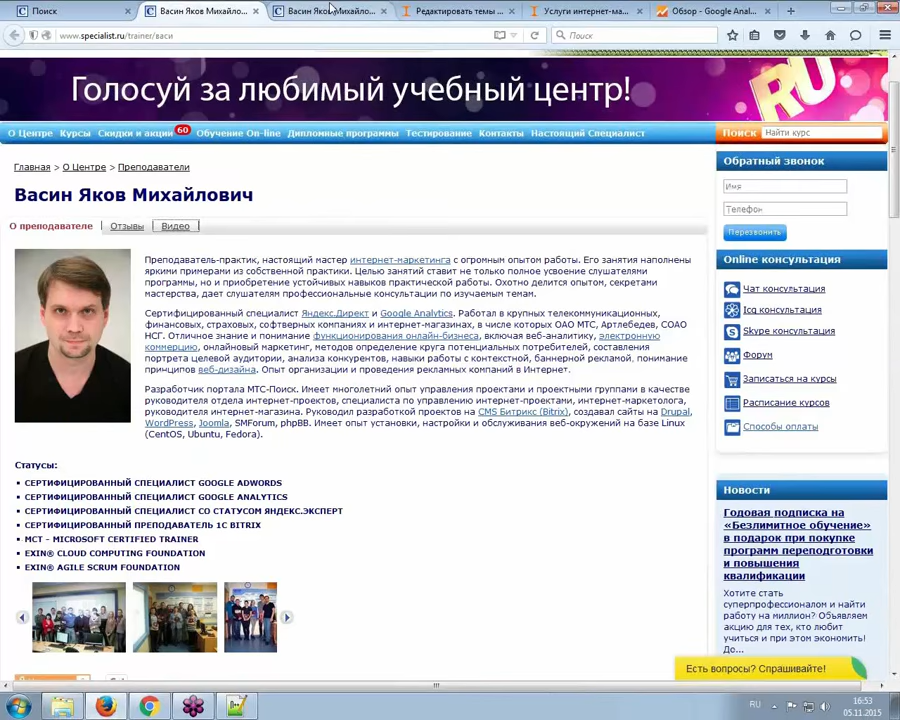 Поиск
Васин Яков Михайло...
Васин Яков Михайло...
Редактировать темы ...
Услуги интернет-ма...
Обзор - Google Anal...
www.specialist.ru/trainer/васи
Поиск
Голосуй за любимый учебный центр!
RU
О Центре Курсы Скидки и акции 60 Обучение On-line Дипломные программы Тестирование Контакты Настоящий Специалист
Поиск Найти курс
Главная > О Центре > Преподаватели
Васин Яков Михайлович
О преподавателе Отзывы Видео
Преподаватель-практик, настоящий мастер интернет-маркетинга с огромным опытом работы. Его занятия наполнены
яркими примерами из собственной практики. Целью занятий ставит не только полное усвоение слушателями
программы, но и приобретение устойчивых навыков практической работы. Охотно делится опытом, секретами
мастерства, дает слушателям профессиональные консультации по изучаемым темам.
Сертифицированный специалист Яндекс.Директ и Google Analytics. Работал в крупных телекоммуникационных,
финансовых, страховых, софтверных компаниях и интернет-магазинах, в числе которых ОАО МТС, Артлебедев, СОАО
НСГ. Отличное знание и понимание функционирования онлайн-бизнеса, включая веб-аналитику, электронную
коммерцию, онлайновый маркетинг, методов определение круга потенциальных потребителей, составления
портрета целевой аудитории, анализа конкурентов, навыки работы с контекстной, баннерной рекламой, понимание
принципов веб-дизайна. Опыт организации и проведения рекламных компаний в Интернет.
Разработчик портала МТС-Поиск. Имеет многолетний опыт управления проектами и проектными группами в качестве
руководителя отдела интернет-проектов, специалиста по управлению интернет-проектами, интернет-маркетолога,
руководителя интернет-магазина. Руководил разработкой проектов на CMS Битрикс (Bitrix), создавал сайты на Drupal,
WordPress, Joomla, SMForum, phpBB. Имеет опыт установки, настройки и обслуживания веб-окружений на базе Linux
(CentOS, Ubuntu, Fedora).
Статусы:
СЕРТИФИЦИРОВАННЫЙ СПЕЦИАЛИСТ GOOGLE ADWORDS
СЕРТИФИЦИРОВАННЫЙ СПЕЦИАЛИСТ GOOGLE ANALYTICS
СЕРТИФИЦИРОВАННЫЙ СПЕЦИАЛИСТ СО СТАТУСОМ ЯНДЕКС.ЭКСПЕРТ
СЕРТИФИЦИРОВАННЫЙ ПРЕПОДАВАТЕЛЬ 1С BITRIX
MCT - MICROSOFT CERTIFIED TRAINER
EXIN® CLOUD COMPUTING FOUNDATION
EXIN® AGILE SCRUM FOUNDATION
Обратный звонок
Имя
Телефон
Перезвонить
Online консультация
Чат консультация
Icq консультация
Skype консультация
Форум
Записаться на курсы
Расписание курсов
Способы оплаты
Новости
Годовая подписка на
«Безлимитное обучение»
в подарок при покупке
программ переподготовки
и повышения
квалификации
Хотите стать
суперпрофессионалом и найти
работу на миллион? Объявляем
акцию для тех, кто любит
учиться и при этом экономить!
До...
Есть вопросы? Спрашивайте!
RU
16:53
05.11.2015